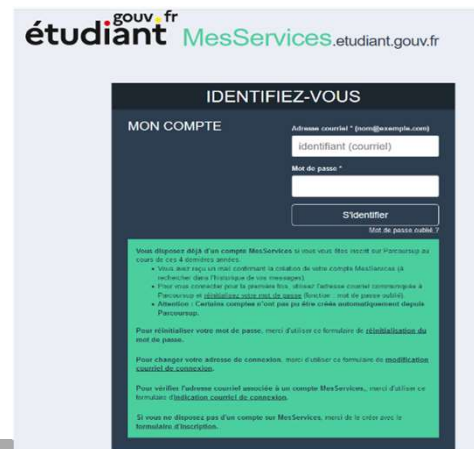 gouv.fr
étudiant MesServices.etudiant.gouv.fr
IDENTIFIEZ-VOUS
MON COMPTE
Adresse courriel * (nom@exemple.com)
identifiant (courriel)
Mot de passe *
S'identifier
Mot de passe oublié ?
Vous disposez déjà d'un compte MesServices si vous vous êtes inscrit sur Parcoursup au
cours de ces 4 dernières années.
Vous avez reçu un mail confirmant la création de votre compte MesServices (à
rechercher dans l'historique de vos messages).
Pour vous connecter pour la première fois, utiliser l'adresse courriel communiquée à
Parcoursup et réinitialisez votre mot de passe (fonction : mot de passe oublié).
Attention : Certains comptes n'ont pas pu être créés automatiquement depuis
Parcoursup.
Pour réinitialiser votre mot de passe, merci d'utiliser ce formulaire de réinitialisation du
mot de passe.
Pour changer votre adresse de connexion, merci d'utiliser ce formulaire de modification
courriel de connexion.
Pour vérifier l'adresse courriel associée à un compte MesServices,, merci d'utiliser ce
formulaire d'indication courriel de connexion.
Si vous ne disposez pas d'un compte sur MesServices, merci de le créer avec le
formulaire d'inscription.